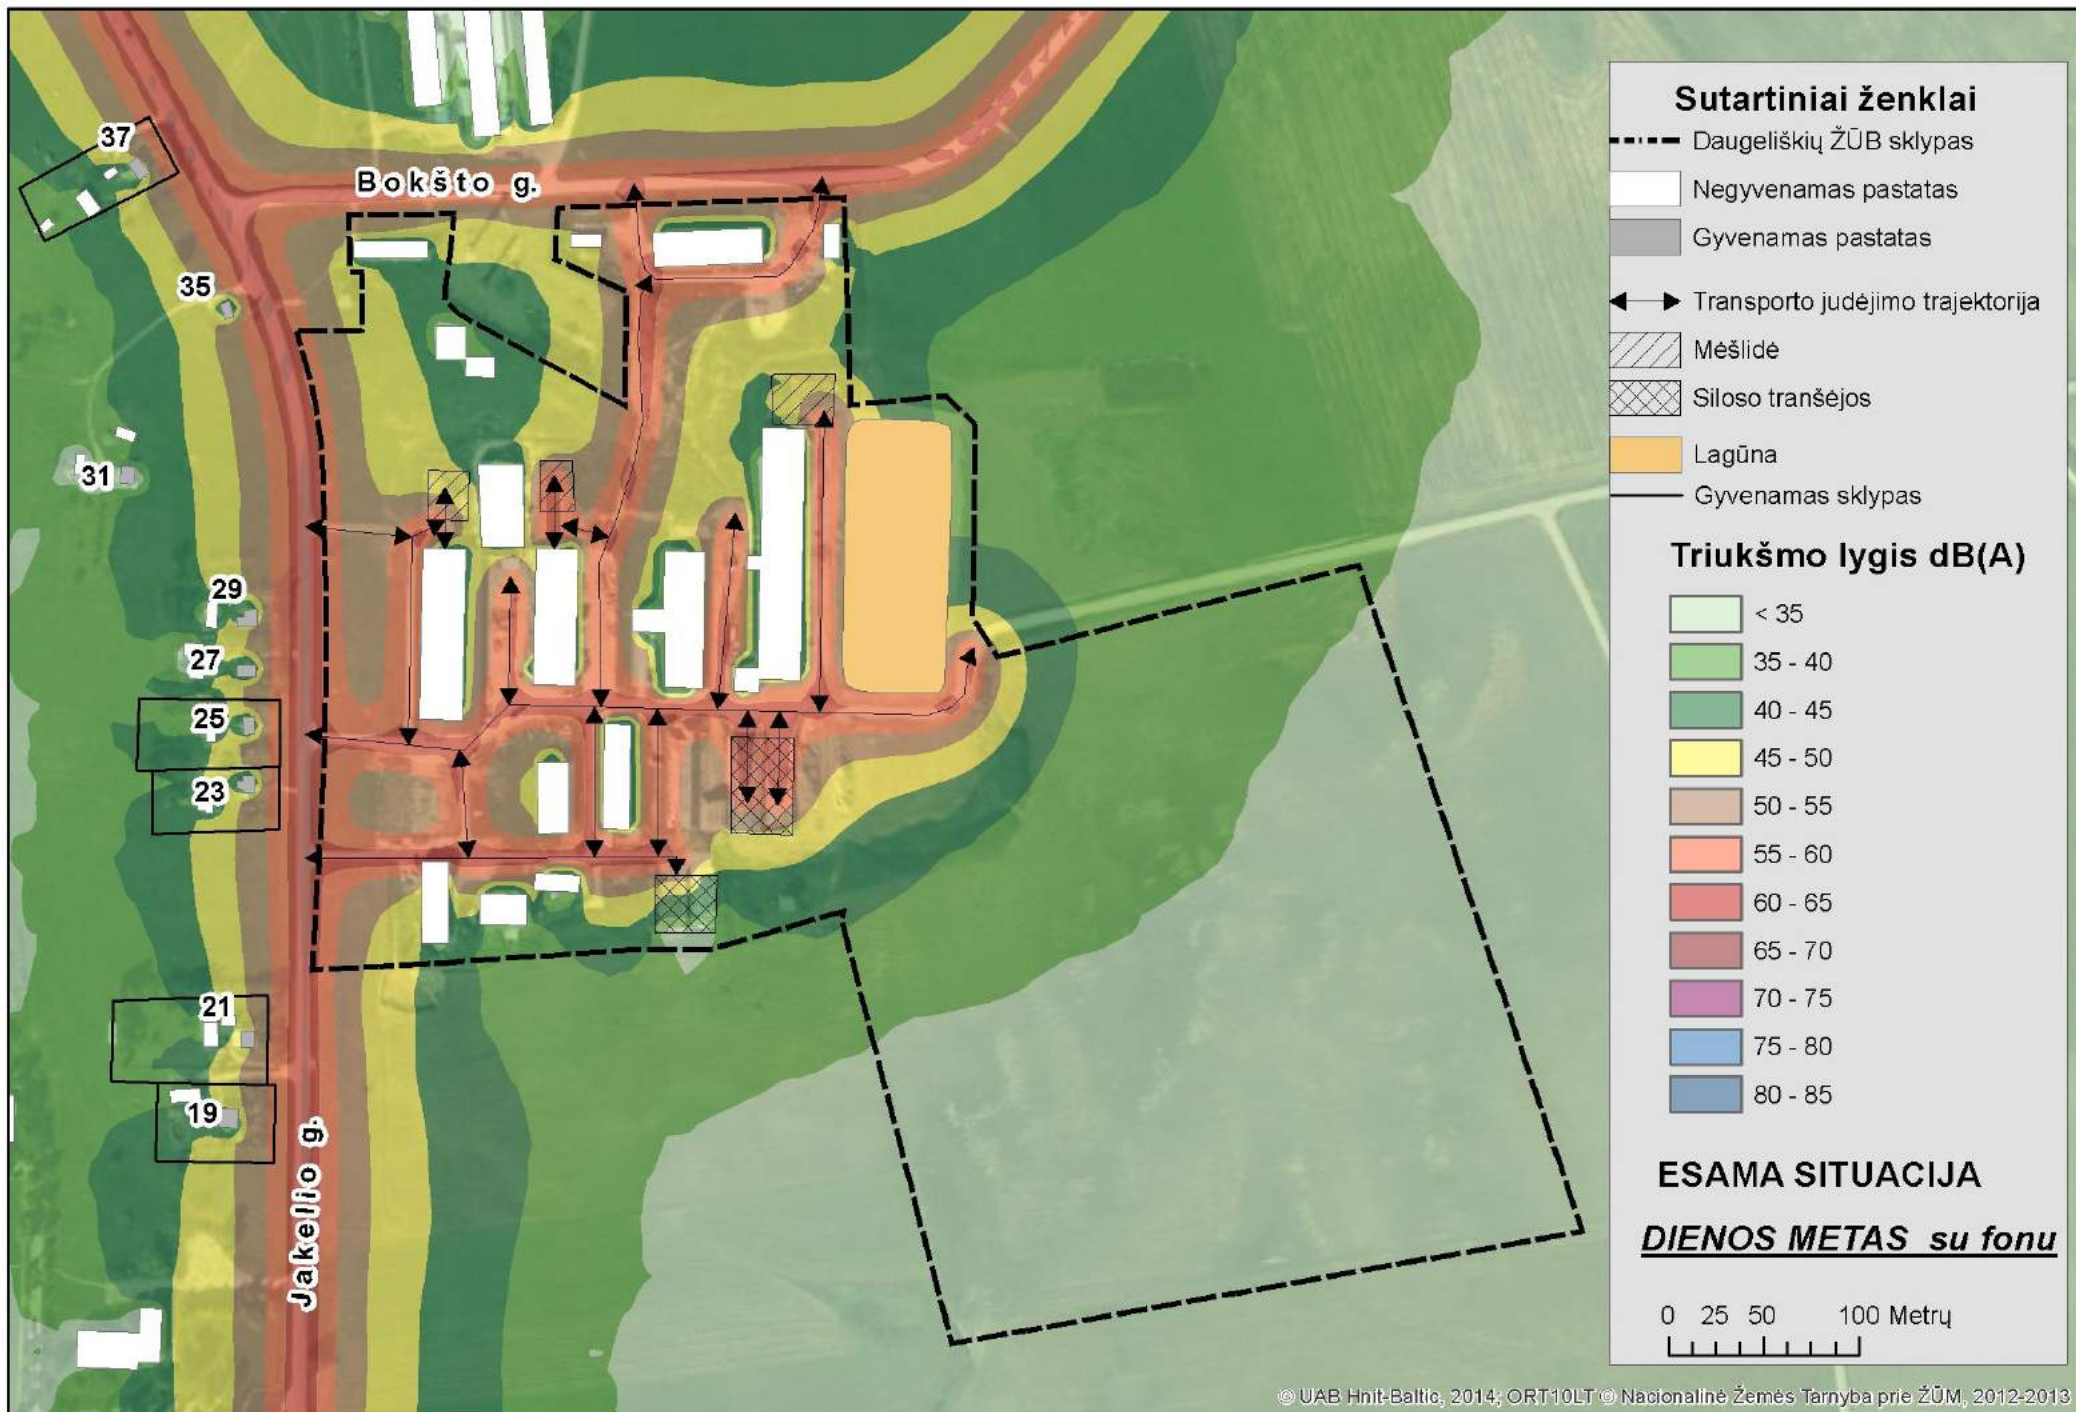 37
Bokšto g.
35
31
29
27
25
23
21
19
Jakelio g.
Sutartiniai ženklai
Daugeliškių ŽŪB sklypas
Negyvenamas pastatas
Gyvenamas pastatas
Transporto judėjimo trajektorija
Mėšlidė
Siloso tranšėjos
Lagūna
Gyvenamas sklypas
Triukšmo lygis dB(A)
< 35
35 - 40
40 - 45
45 - 50
50 - 55
55 - 60
60 - 65
65 - 70
70 - 75
75 - 80
80 - 85
ESAMA SITUACIJA
DIENOS METAS su fonu
0 25 50 100 Metrų
© UAB Hnit-Baltic, 2014; ORT10LT © Nacionalinė Žemės Tarnyba prie ŽŪM, 2012-2013